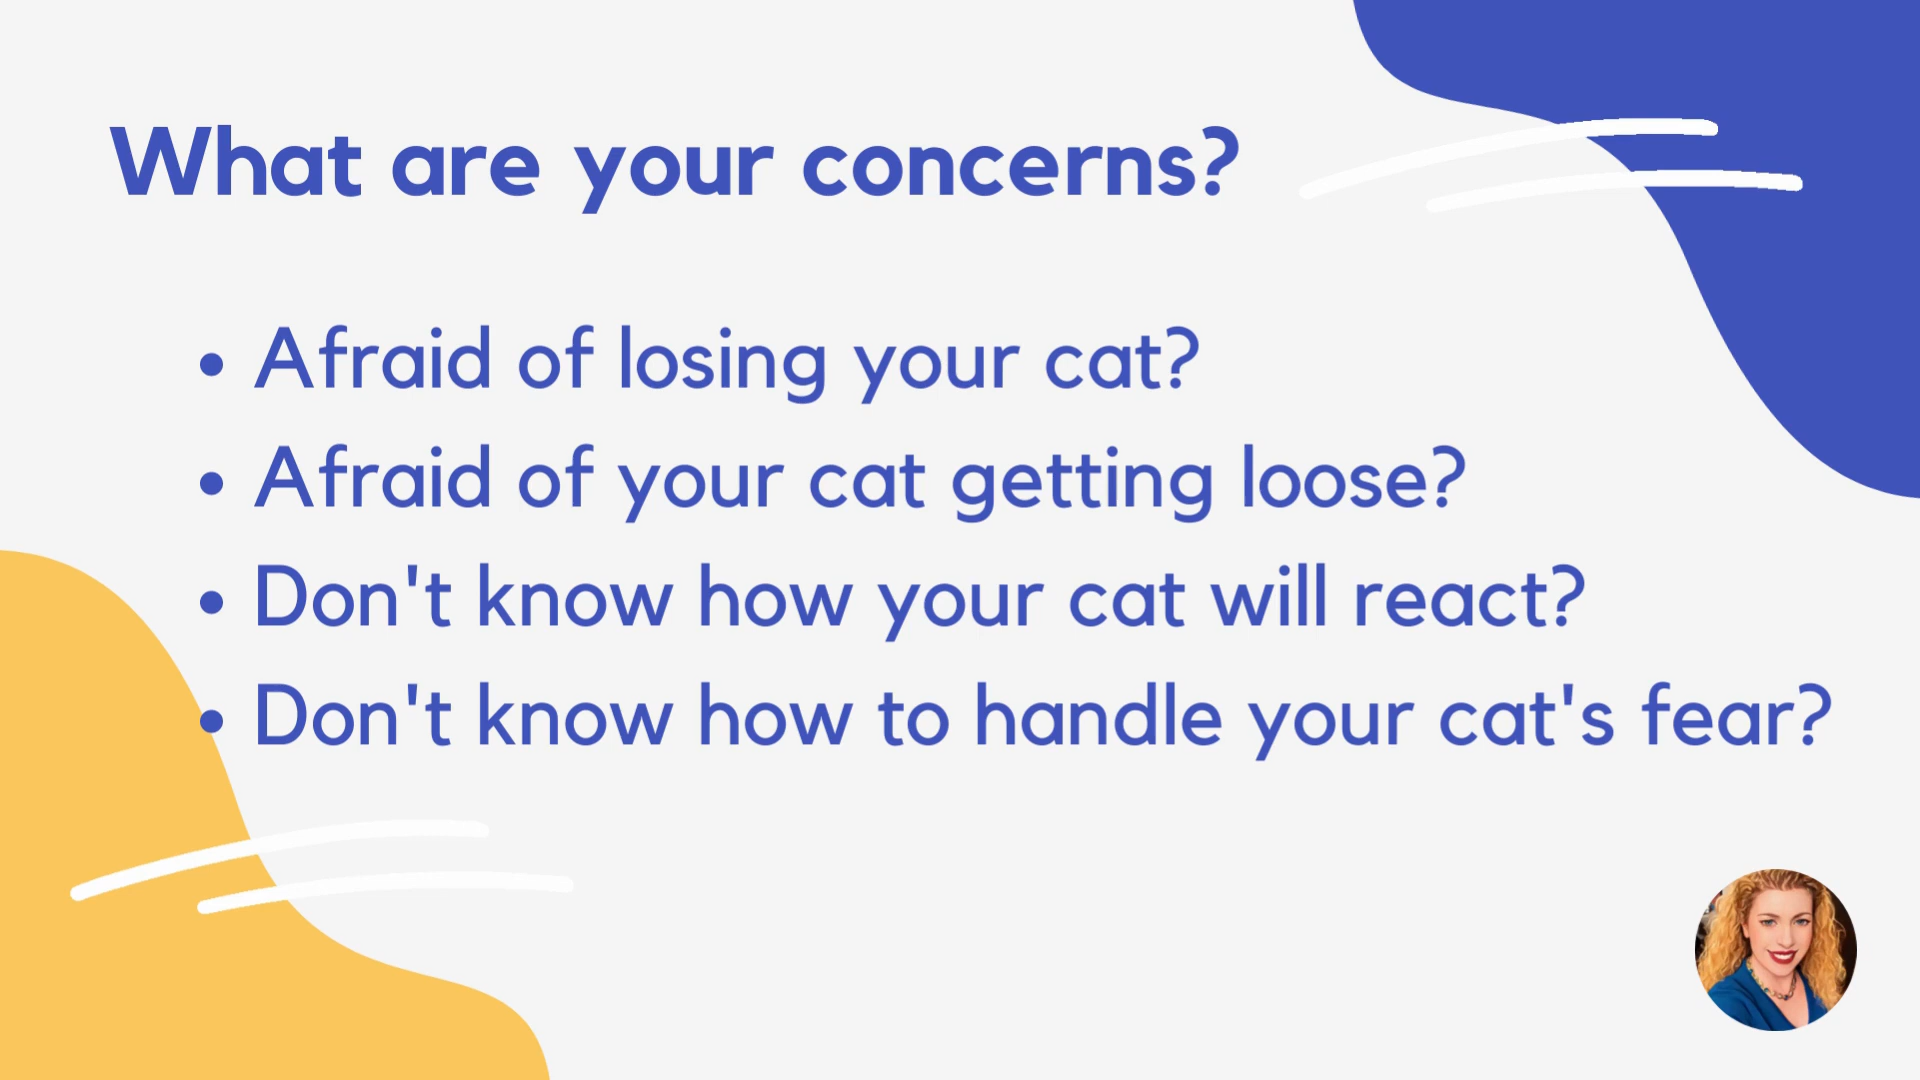 What are your concerns?
• Afraid of losing your cat?
• Afraid of your cat getting loose?
• Don't know how your cat will react?
• Don't know how to handle your cat's fear?